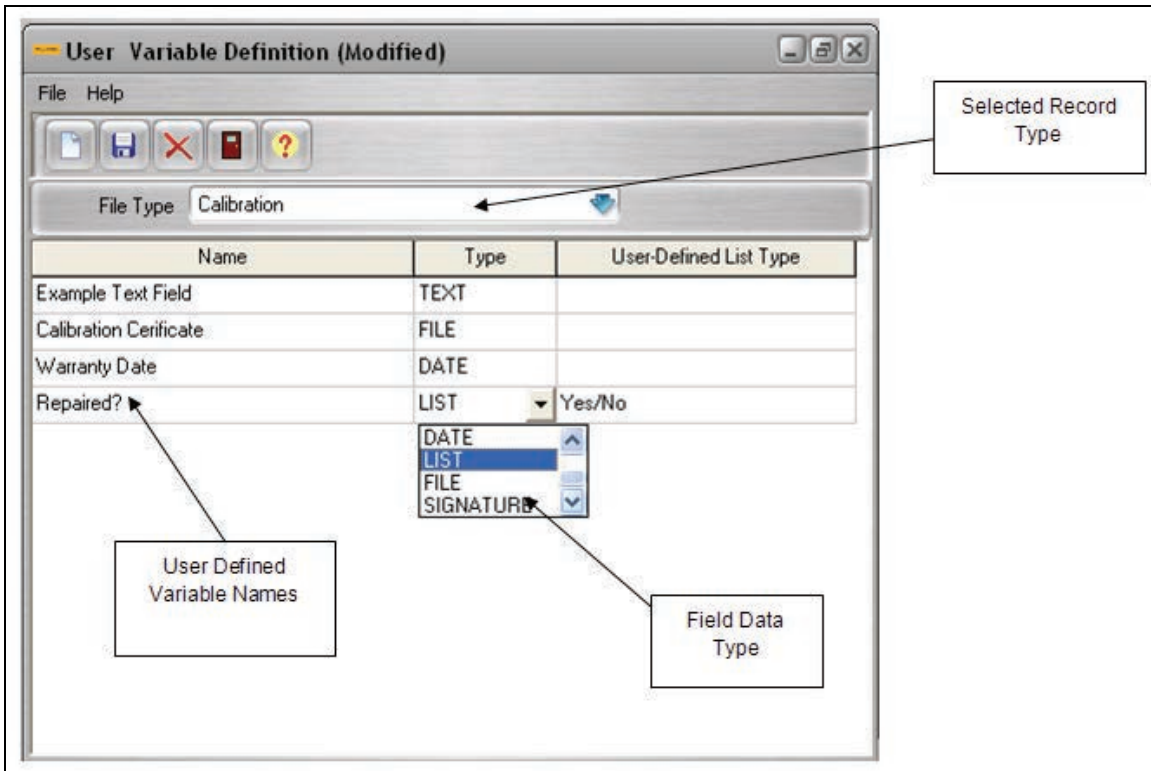 User Variable Definition (Modified)
File Help
File Type Calibration
Name Type User-Defined List Type
Example Text Field TEXT
Calibration Cerificate FILE
Warranty Date DATE
Repaired? LIST Yes/No
DATE
LIST
FILE
SIGNATURE
Selected Record
Type
User Defined
Variable Names
Field Data
Type